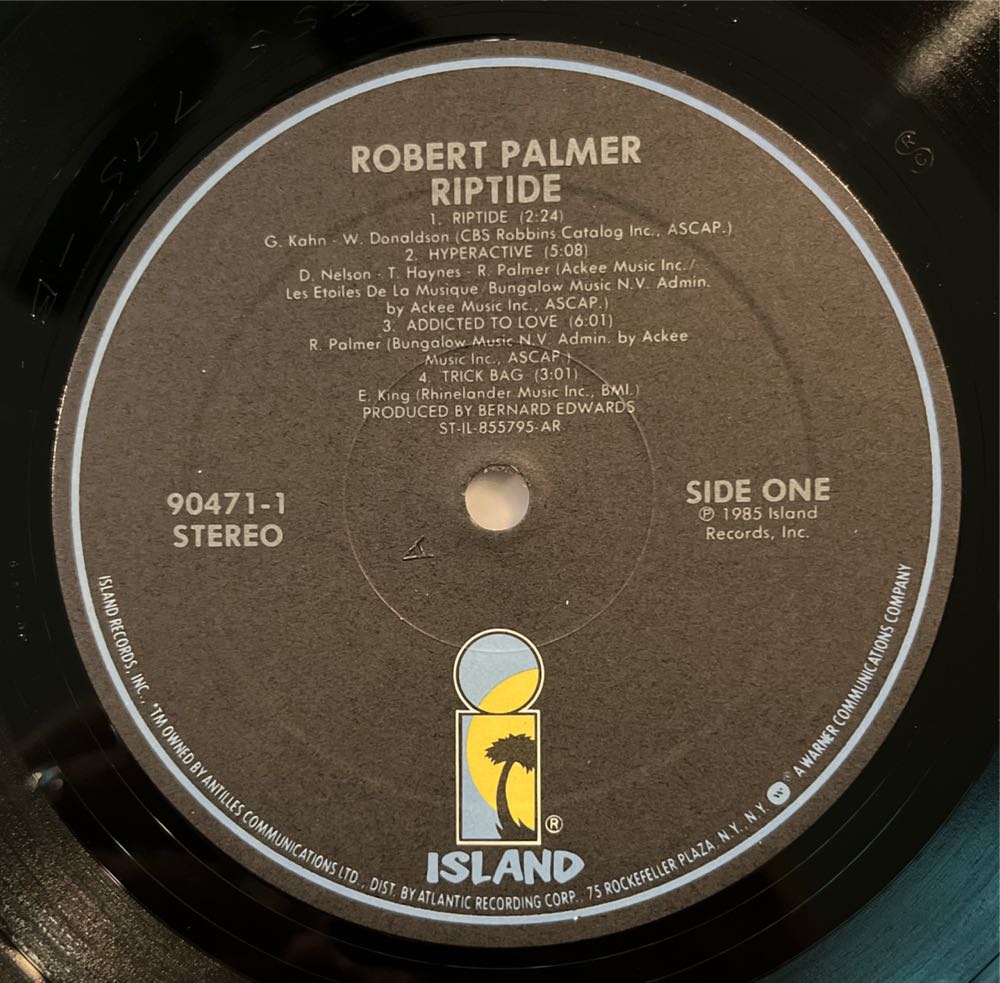 ROBERT PALMER
RIPTIDE
1. RIPTIDE (2:24)
G. Kahn - W. Donaldson (CBS Robbins Catalog Inc., ASCAP.)
2. HYPERACTIVE (5:08)
D. Nelson - T. Haynes - R. Palmer (Ackee Music Inc./
Les Etoiles De La Musique/Bungalow Music N.V. Admin.
by Ackee Music Inc., ASCAP.)
3. ADDICTED TO LOVE (6:01)
R. Palmer (Bungalow Music N.V. Admin. by Ackee
Music Inc., ASCAP.)
4. TRICK BAG (3:01)
E. King (Rhinelander Music Inc., BMI.)
PRODUCED BY BERNARD EDWARDS
ST-IL-855795-AR
90471-1
STEREO
SIDE ONE
℗ 1985 Island
Records, Inc.
®
ISLAND
ISLAND RECORDS, INC., *TM OWNED BY ANTILLES COMMUNICATIONS LTD., DIST. BY ATLANTIC RECORDING CORP., 75 ROCKEFELLER PLAZA, N.Y., N.Y. ® A WARNER COMMUNICATIONS COMPANY